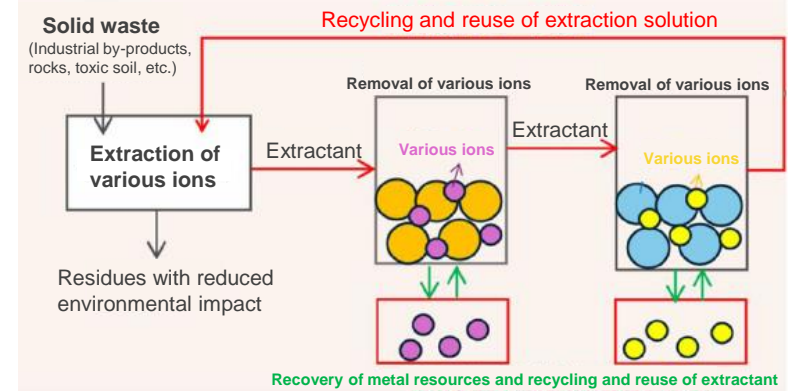 Recycling and reuse of extraction solution
Solid waste
(Industrial by-products,
rocks, toxic soil, etc.)
Removal of various ions
Removal of various ions
Extraction of
various ions
Extractant
Various ions
Extractant
Various ions
Residues with reduced
environmental impact
Recovery of metal resources and recycling and reuse of extractant